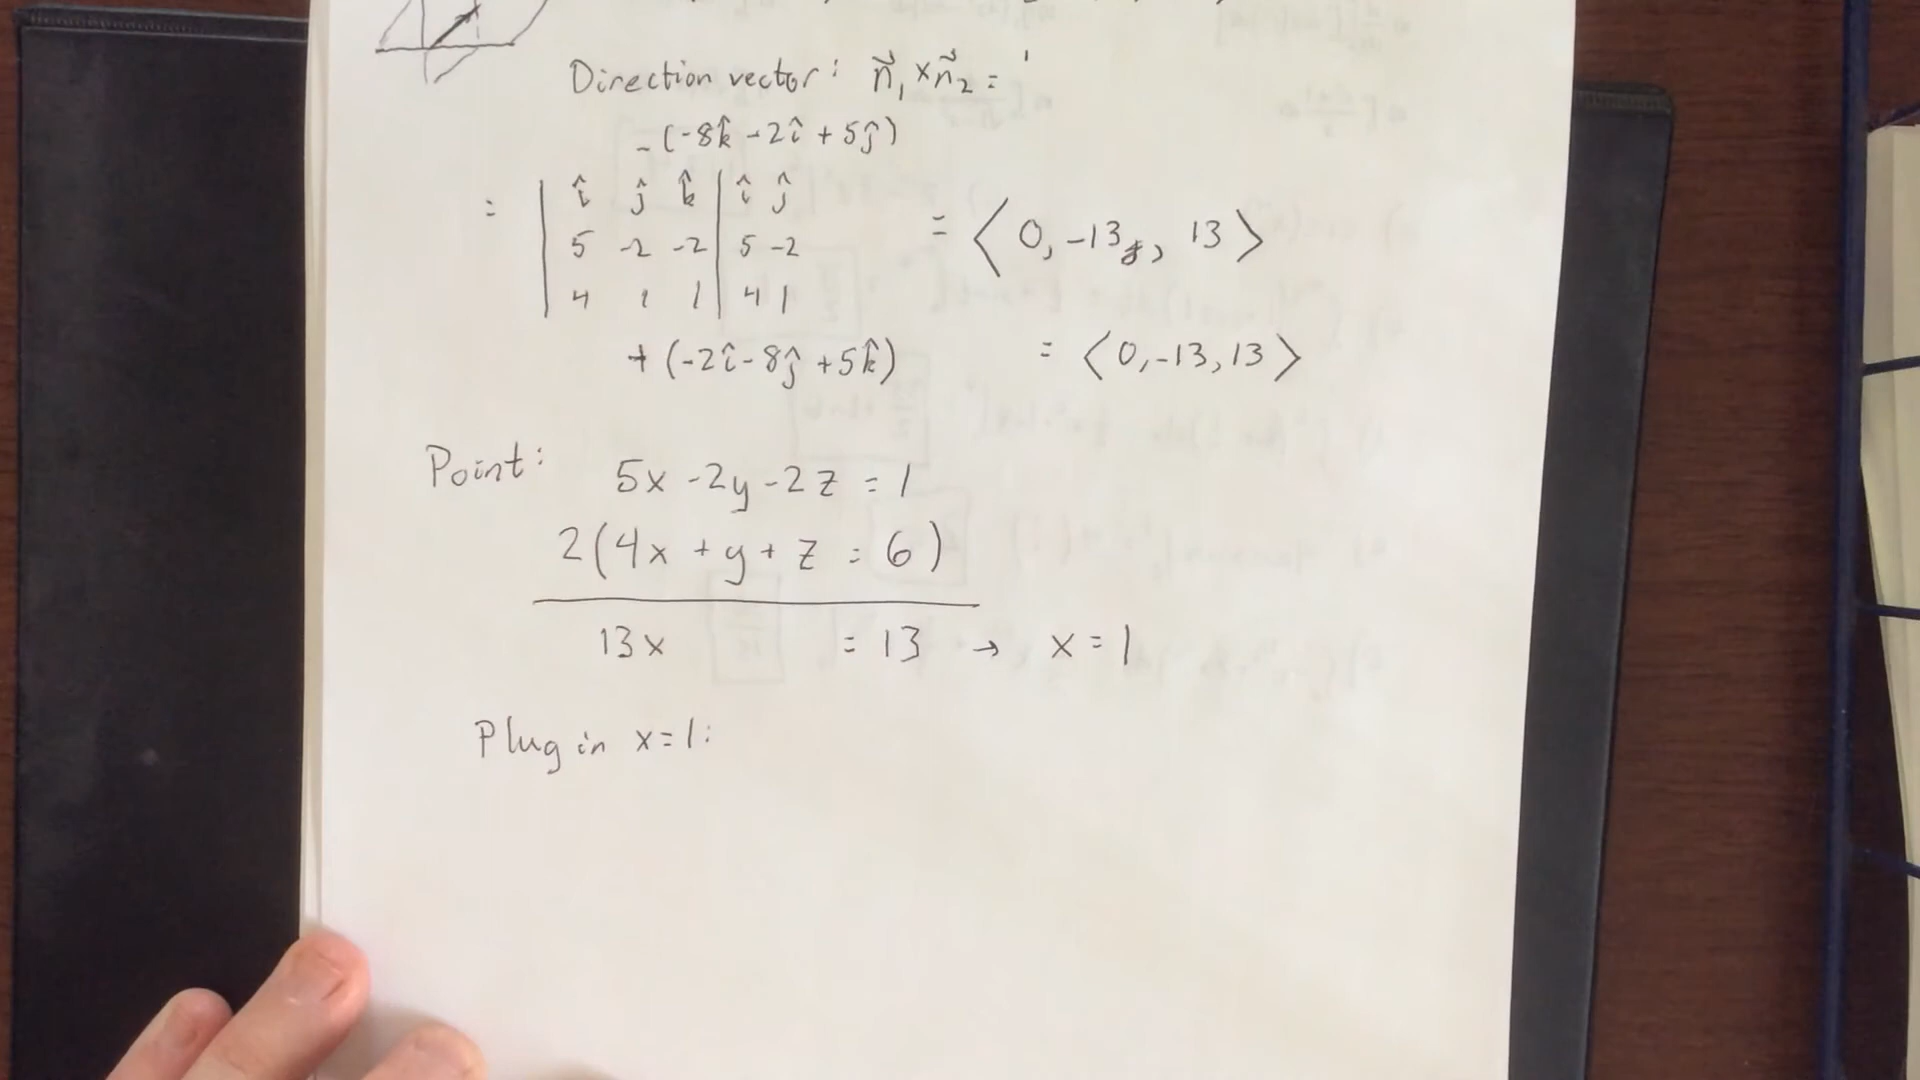 Direction vector: n⃗₁ × n⃗₂ =
-(-8k̂ - 2î + 5ĵ)
= | î ĵ k̂ | î ĵ
5 -2 -2 | 5 -2
4 1 1 | 4 1
+ (-2î - 8ĵ + 5k̂)
= ⟨0, -13, 13⟩
= ⟨0, -13, 13⟩
Point: 5x - 2y - 2z = 1
2(4x + y + z = 6)
13x = 13 → x = 1
Plug in x = 1: